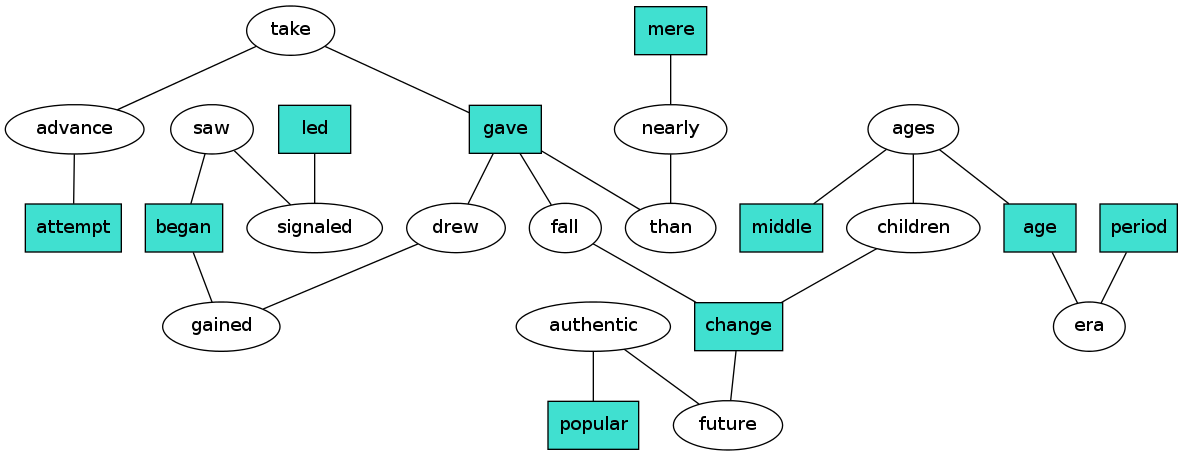 take
mere
advance
saw
led
gave
nearly
ages
attempt
began
signaled
drew
fall
than
middle
children
age
period
gained
authentic
change
era
popular
future